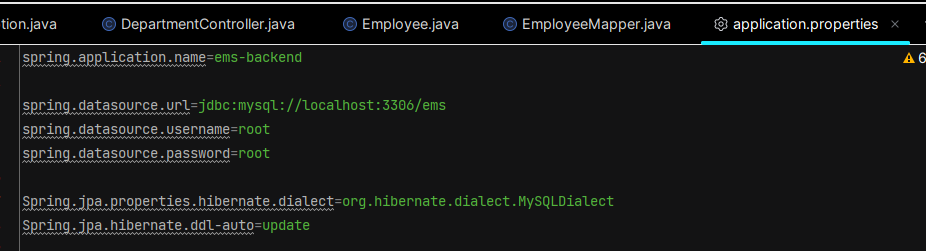 tion.java DepartmentController.java Employee.java EmployeeMapper.java application.properties
spring.application.name=ems-backend
6
spring.datasource.url=jdbc:mysql://localhost:3306/ems
spring.datasource.username=root
spring.datasource.password=root
Spring.jpa.properties.hibernate.dialect=org.hibernate.dialect.MySQLDialect
Spring.jpa.hibernate.ddl-auto=update